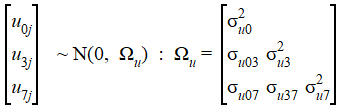 [u₀ⱼ
u₃ⱼ
u₇ⱼ] ~ N(0, Ωᵤ) : Ωᵤ = [σ²ᵤ₀
σᵤ₀₃ σ²ᵤ₃
σᵤ₀₇ σᵤ₃₇ σ²ᵤ₇]